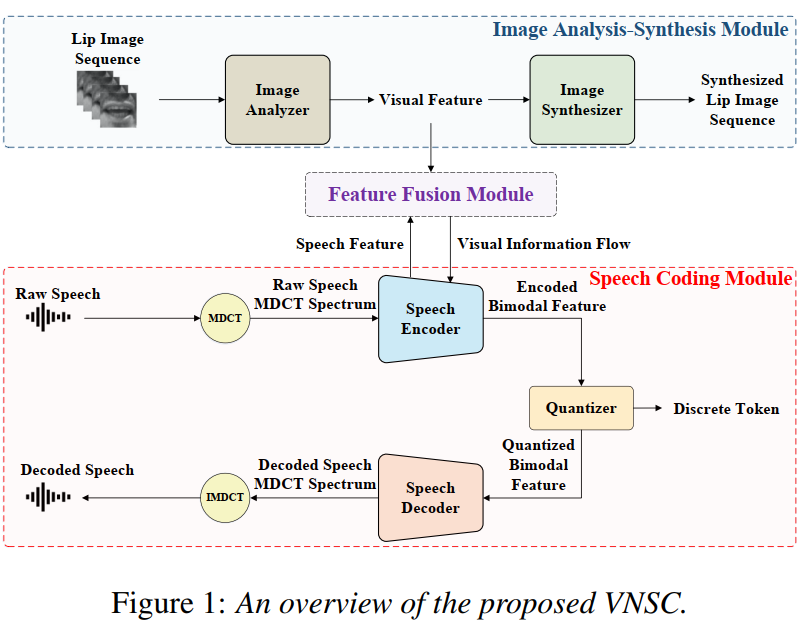 Image Analysis-Synthesis Module
Lip Image
Sequence
Image
Analyzer
Visual Feature
Image
Synthesizer
Synthesized
Lip Image
Sequence
Feature Fusion Module
Speech Feature
Visual Information Flow
Speech Coding Module
Raw Speech
MDCT
Raw Speech
MDCT Spectrum
Speech
Encoder
Encoded
Bimodal Feature
Quantizer
Discrete Token
Quantized
Bimodal
Feature
Speech
Decoder
Decoded Speech
MDCT Spectrum
IMDCT
Decoded Speech
Figure 1: An overview of the proposed VNSC.